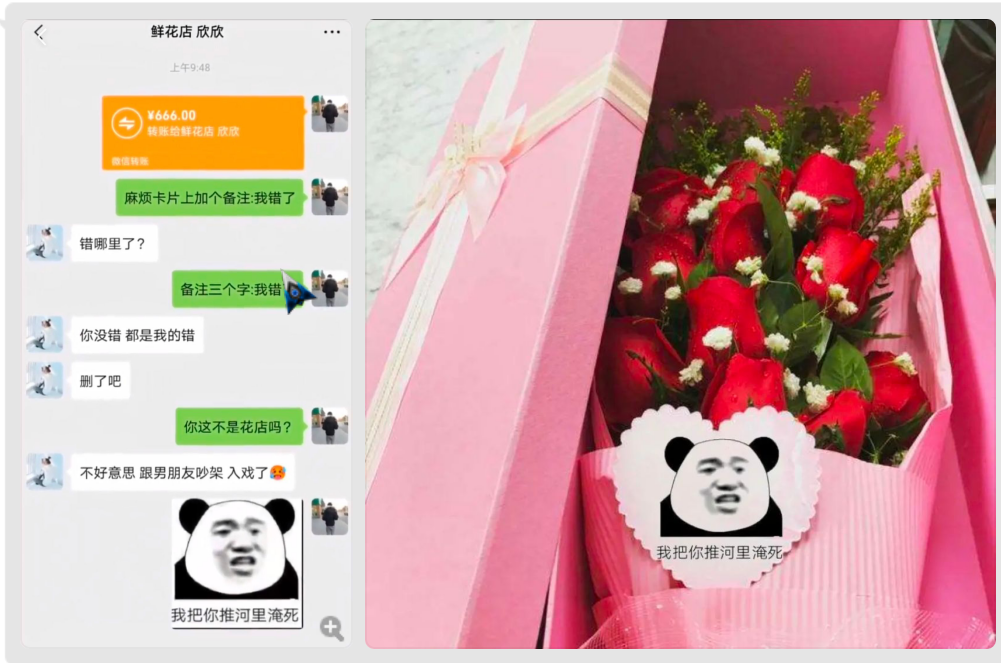 鲜花店 欣欣
上午9:48
¥666.00
转账给鲜花店 欣欣
微信转账
麻烦卡片上加个备注:我错了
错哪里了?
备注三个字:我错
你没错 都是我的错
删了吧
你这不是花店吗?
不好意思 跟男朋友吵架 入戏了🥵
我把你推河里淹死
我把你推河里淹死